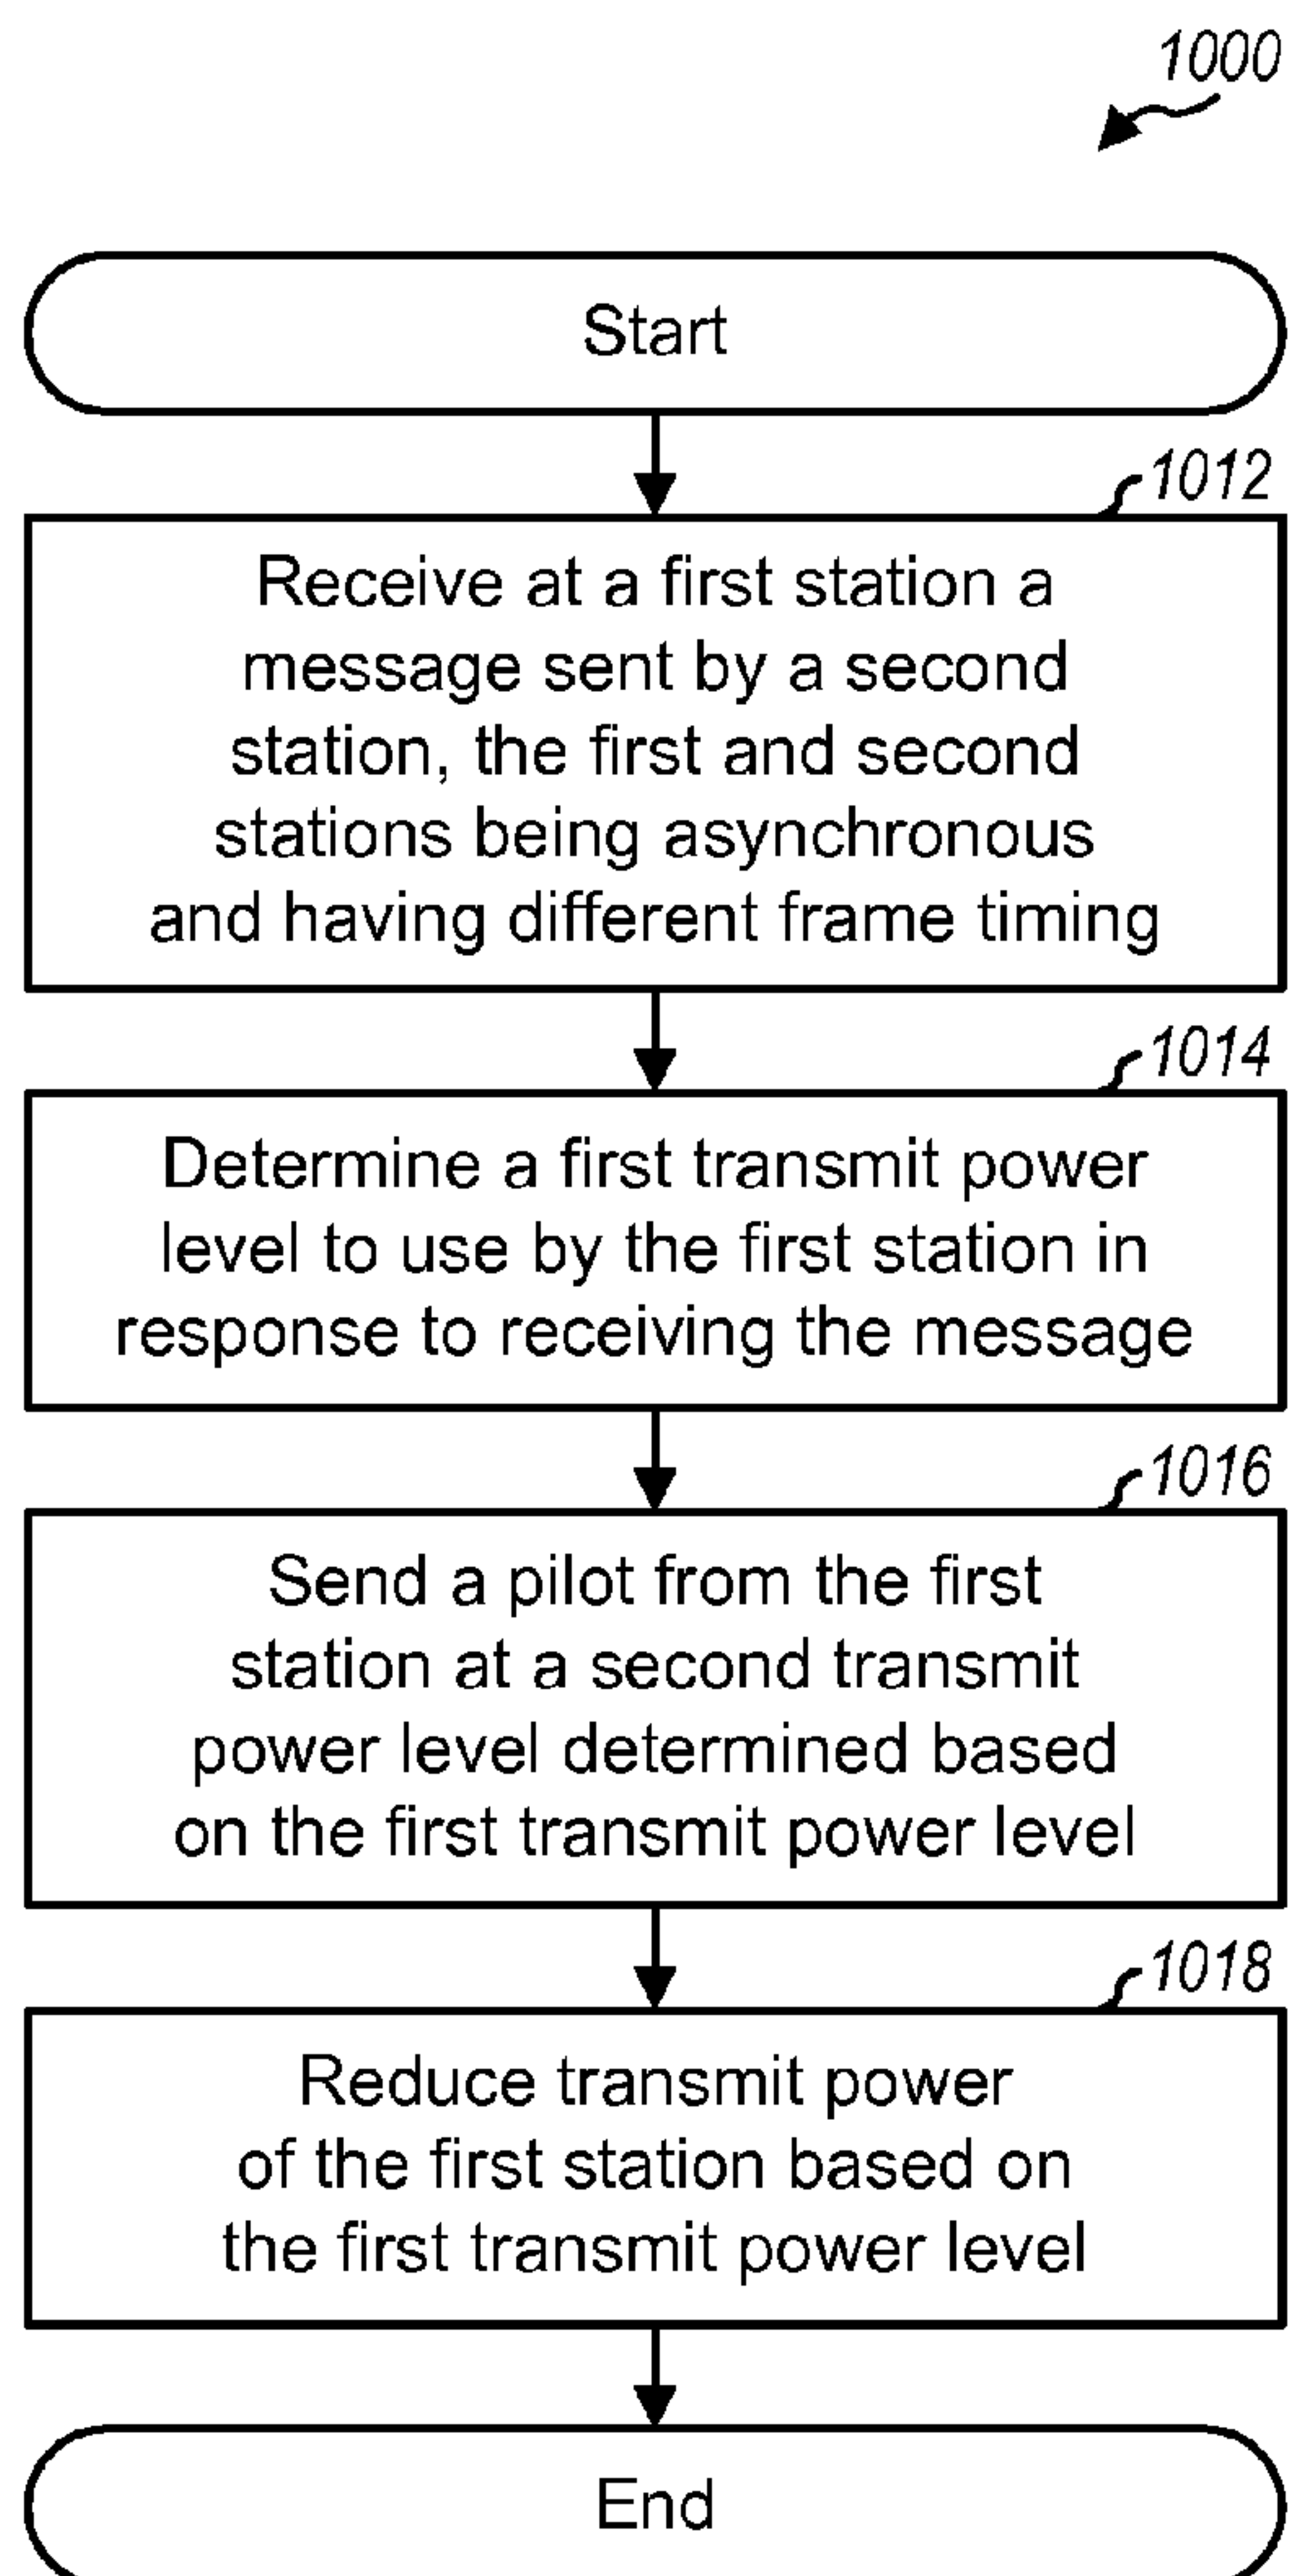 1000
Start
1012
Receive at a first station a
message sent by a second
station, the first and second
stations being asynchronous
and having different frame timing
1014
Determine a first transmit power
level to use by the first station in
response to receiving the message
1016
Send a pilot from the first
station at a second transmit
power level determined based
on the first transmit power level
1018
Reduce transmit power
of the first station based on
the first transmit power level
End